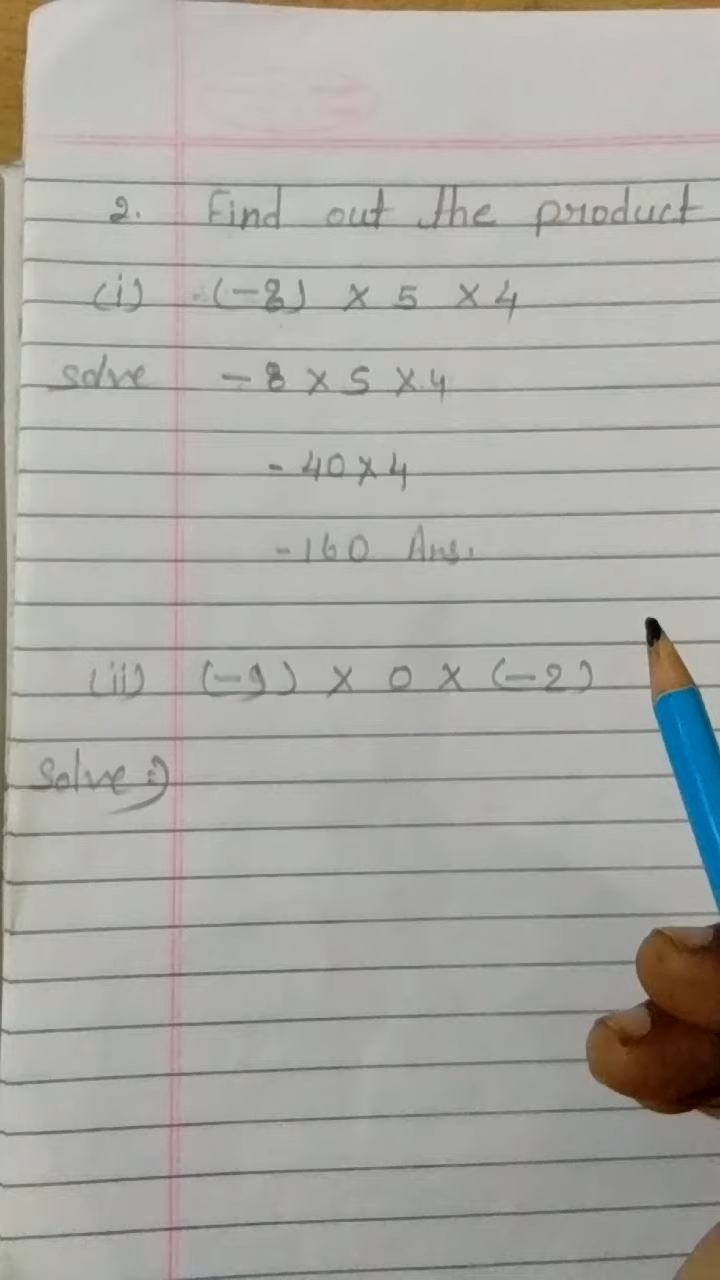 2. Find out the product
(i) (-8) × 5 × 4
Solve -8 × 5 × 4
-40 × 4
-160 Ans.
(ii) (-9) × 0 × (-2)
Solve :)